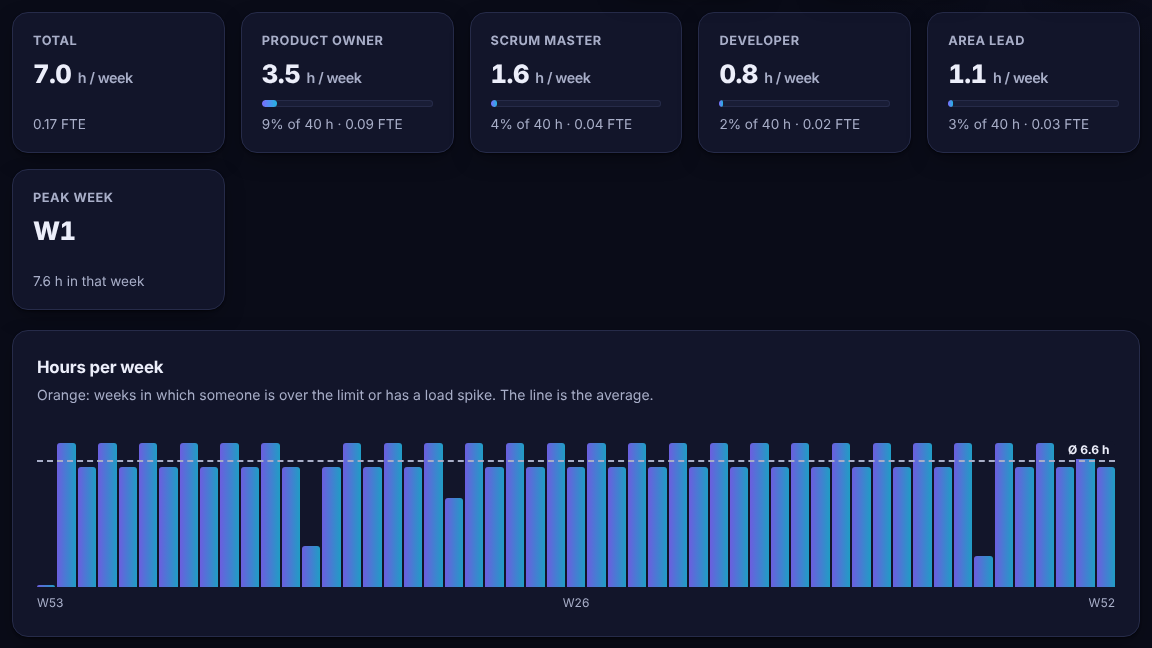 TOTAL
7.0 h / week
0.17 FTE
PRODUCT OWNER
3.5 h / week
9% of 40 h · 0.09 FTE
SCRUM MASTER
1.6 h / week
4% of 40 h · 0.04 FTE
DEVELOPER
0.8 h / week
2% of 40 h · 0.02 FTE
AREA LEAD
1.1 h / week
3% of 40 h · 0.03 FTE
PEAK WEEK
W1
7.6 h in that week
Hours per week
Orange: weeks in which someone is over the limit or has a load spike. The line is the average.
Ø 6.6 h
W53 W26 W52